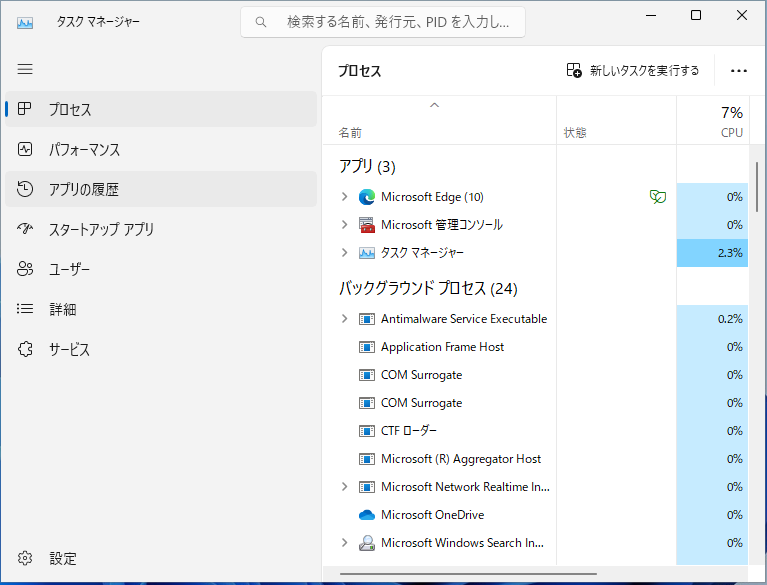 タスク マネージャー
検索する名前、発行元、PID を入力し...
プロセス
パフォーマンス
アプリの履歴
スタートアップ アプリ
ユーザー
詳細
サービス
設定
プロセス
新しいタスクを実行する
7%
名前
状態
CPU
アプリ (3)
Microsoft Edge (10)
0%
Microsoft 管理コンソール
0%
タスク マネージャー
2.3%
バックグラウンド プロセス (24)
Antimalware Service Executable
0.2%
Application Frame Host
0%
COM Surrogate
0%
COM Surrogate
0%
CTF ローダー
0%
Microsoft (R) Aggregator Host
0%
Microsoft Network Realtime In...
0%
Microsoft OneDrive
0%
Microsoft Windows Search In...
0%